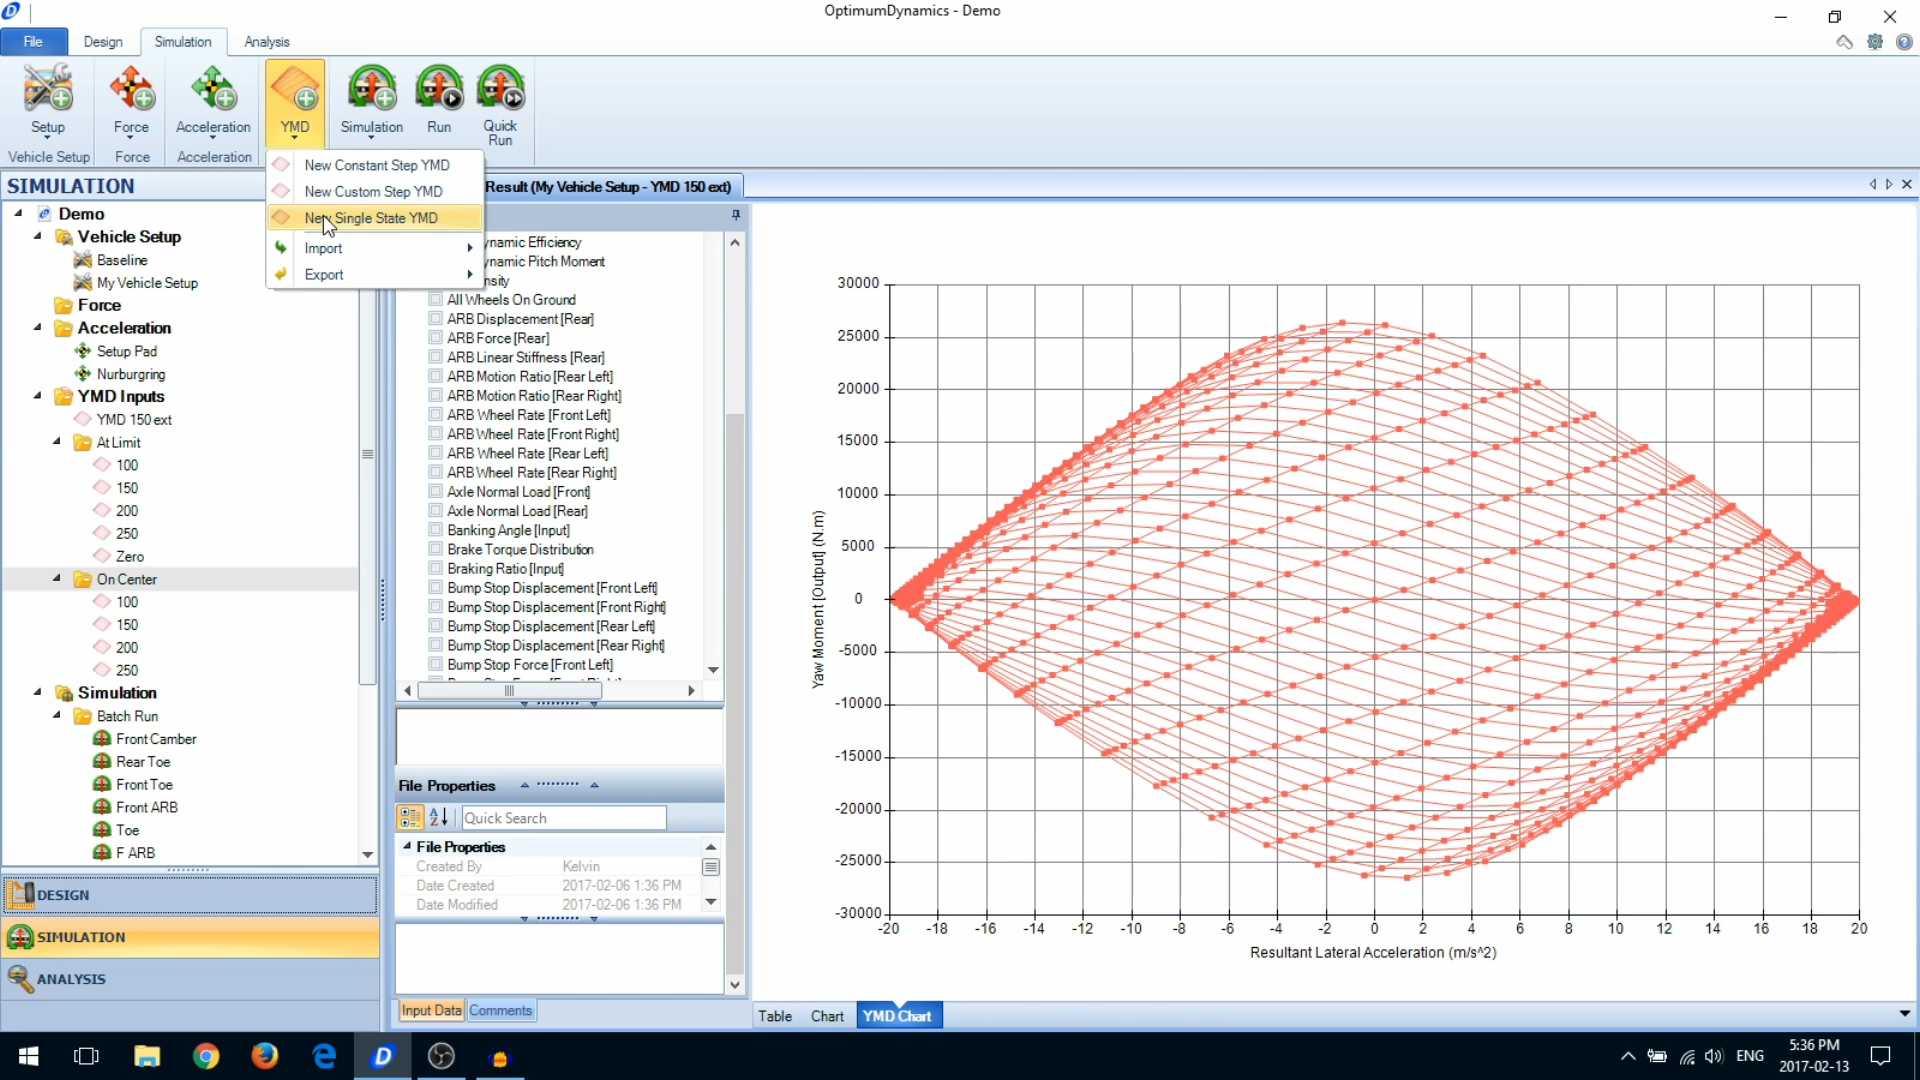 OptimumDynamics - Demo
File
Design
Simulation
Analysis
Setup
Force
Acceleration
YMD
Simulation
Run
Quick
Run
Vehicle Setup
Force
Acceleration
New Constant Step YMD
New Custom Step YMD
New Single State YMD
Import
Export
SIMULATION
Demo
Vehicle Setup
Baseline
My Vehicle Setup
Force
Acceleration
Setup Pad
Nurburgring
YMD Inputs
YMD 150 ext
At Limit
100
150
200
250
Zero
On Center
100
150
200
250
Simulation
Batch Run
Front Camber
Rear Toe
Front Toe
Front ARB
Toe
F ARB
DESIGN
SIMULATION
ANALYSIS
Result (My Vehicle Setup - YMD 150 ext)
ynamic Efficiency
ynamic Pitch Moment
nsity
All Wheels On Ground
ARB Displacement [Rear]
ARB Force [Rear]
ARB Linear Stiffness [Rear]
ARB Motion Ratio [Rear Left]
ARB Motion Ratio [Rear Right]
ARB Wheel Rate [Front Left]
ARB Wheel Rate [Front Right]
ARB Wheel Rate [Rear Left]
ARB Wheel Rate [Rear Right]
Axle Normal Load [Front]
Axle Normal Load [Rear]
Banking Angle [Input]
Brake Torque Distribution
Braking Ratio [Input]
Bump Stop Displacement [Front Left]
Bump Stop Displacement [Front Right]
Bump Stop Displacement [Rear Left]
Bump Stop Displacement [Rear Right]
Bump Stop Force [Front Left]
File Properties
Quick Search
File Properties
Created By Kelvin
Date Created 2017-02-06 1:36 PM
Date Modified 2017-02-06 1:36 PM
Input Data Comments
30000
25000
20000
15000
10000
5000
0
-5000
-10000
-15000
-20000
-25000
-30000
Yaw Moment [Output] (N.m)
-20 -18 -16 -14 -12 -10 -8 -6 -4 -2 0 2 4 6 8 10 12 14 16 18 20
Resultant Lateral Acceleration (m/s^2)
Table Chart YMD Chart
ENG
5:36 PM
2017-02-13